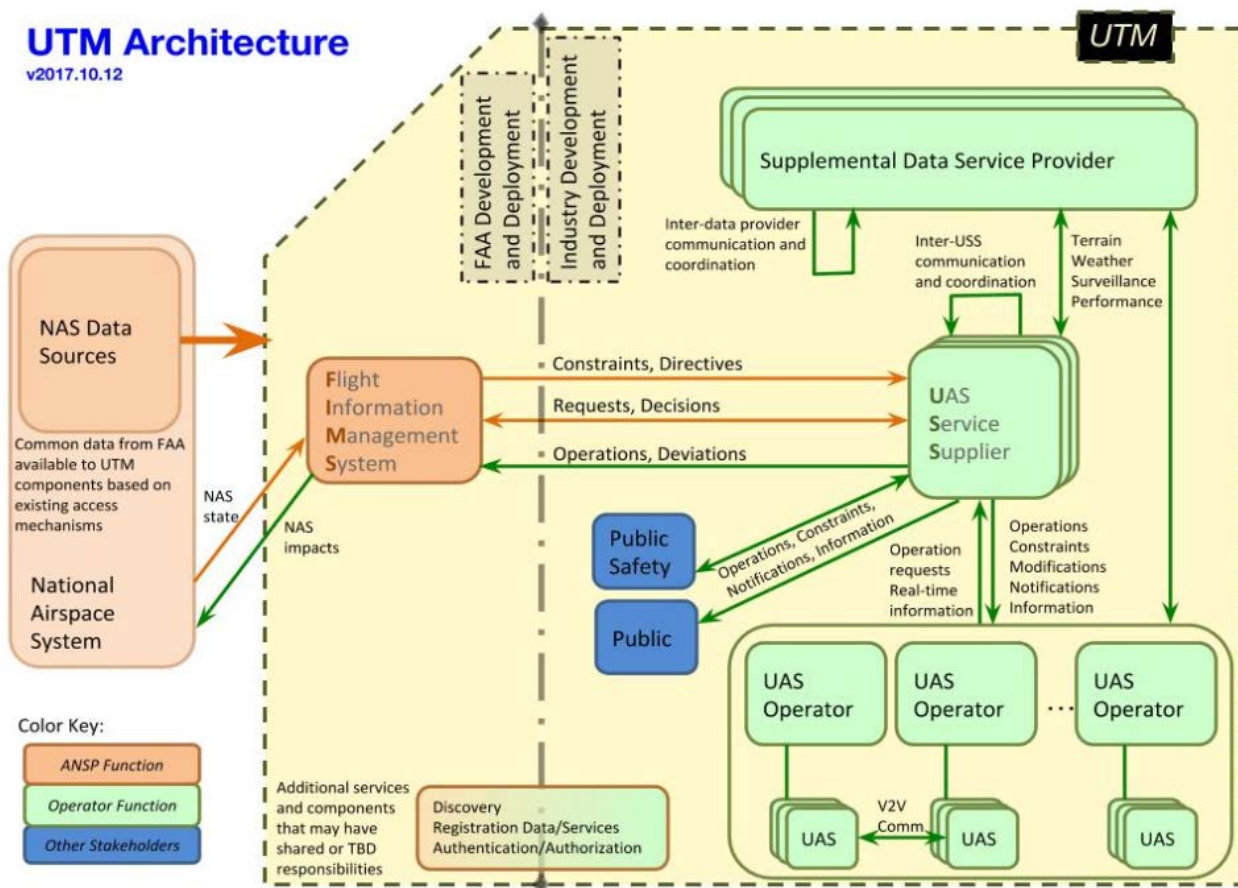 UTM Architecture
v2017.10.12
UTM
FAA Development
and Deployment
Industry Development
and Deployment
Supplemental Data Service Provider
Inter-data provider
communication and
coordination
Inter-USS
communication
and coordination
Terrain
Weather
Surveillance
Performance
NAS Data
Sources
Common data from FAA
available to UTM
components based on
existing access
mechanisms
National
Airspace
System
NAS
state
NAS
impacts
Flight
Information
Management
System
Constraints, Directives
Requests, Decisions
Operations, Deviations
UAS
Service
Supplier
Public
Safety
Public
Operations, Constraints,
Notifications, Information
Operation
requests
Real-time
information
Operations
Constraints
Modifications
Notifications
Information
UAS
Operator
UAS
Operator
...
UAS
Operator
UAS
V2V
Comm.
UAS
UAS
Color Key:
ANSP Function
Operator Function
Other Stakeholders
Additional services
and components
that may have
shared or TBD
responsibilities
Discovery
Registration Data/Services
Authentication/Authorization